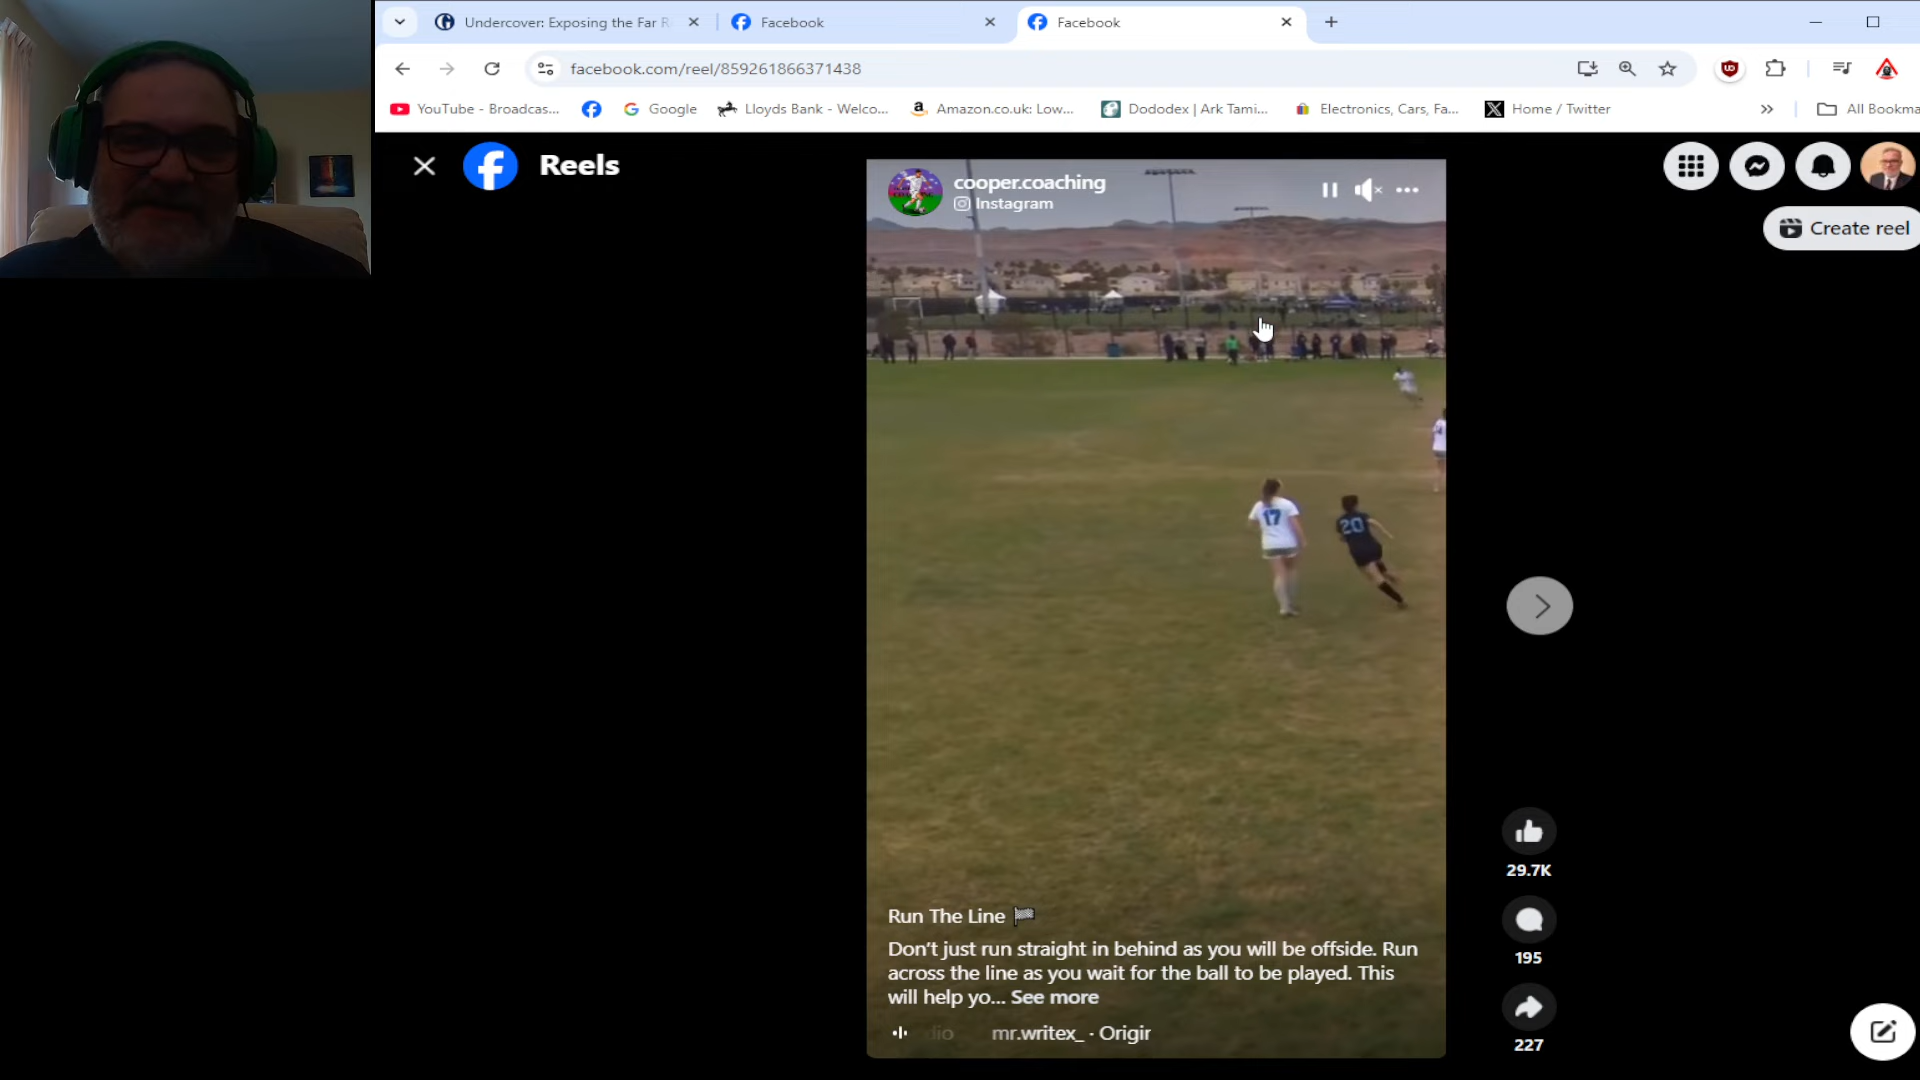 Undercover: Exposing the Far R
Facebook
Facebook
facebook.com/reel/859261866371438
YouTube - Broadcas...
Google
Lloyds Bank - Welco...
Amazon.co.uk: Low...
Dododex | Ark Tami...
Electronics, Cars, Fa...
Home / Twitter
All Bookma
Reels
Create reel
cooper.coaching
Instagram
17
20
29.7K
195
227
Run The Line
Don't just run straight in behind as you will be offside. Run
across the line as you wait for the ball to be played. This
will help yo... See more
dio mr.writex_ · Origir